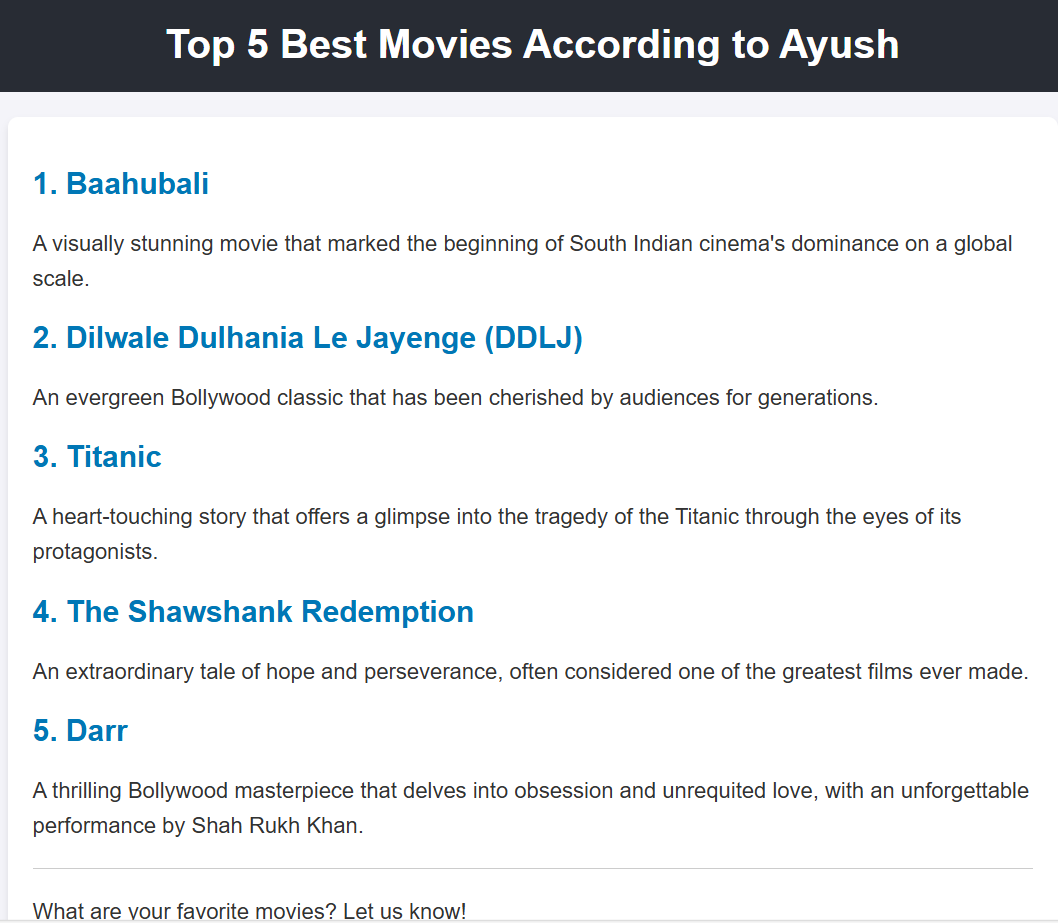 Top 5 Best Movies According to Ayush
1. Baahubali
A visually stunning movie that marked the beginning of South Indian cinema's dominance on a global
scale.
2. Dilwale Dulhania Le Jayenge (DDLJ)
An evergreen Bollywood classic that has been cherished by audiences for generations.
3. Titanic
A heart-touching story that offers a glimpse into the tragedy of the Titanic through the eyes of its
protagonists.
4. The Shawshank Redemption
An extraordinary tale of hope and perseverance, often considered one of the greatest films ever made.
5. Darr
A thrilling Bollywood masterpiece that delves into obsession and unrequited love, with an unforgettable
performance by Shah Rukh Khan.
What are your favorite movies? Let us know!